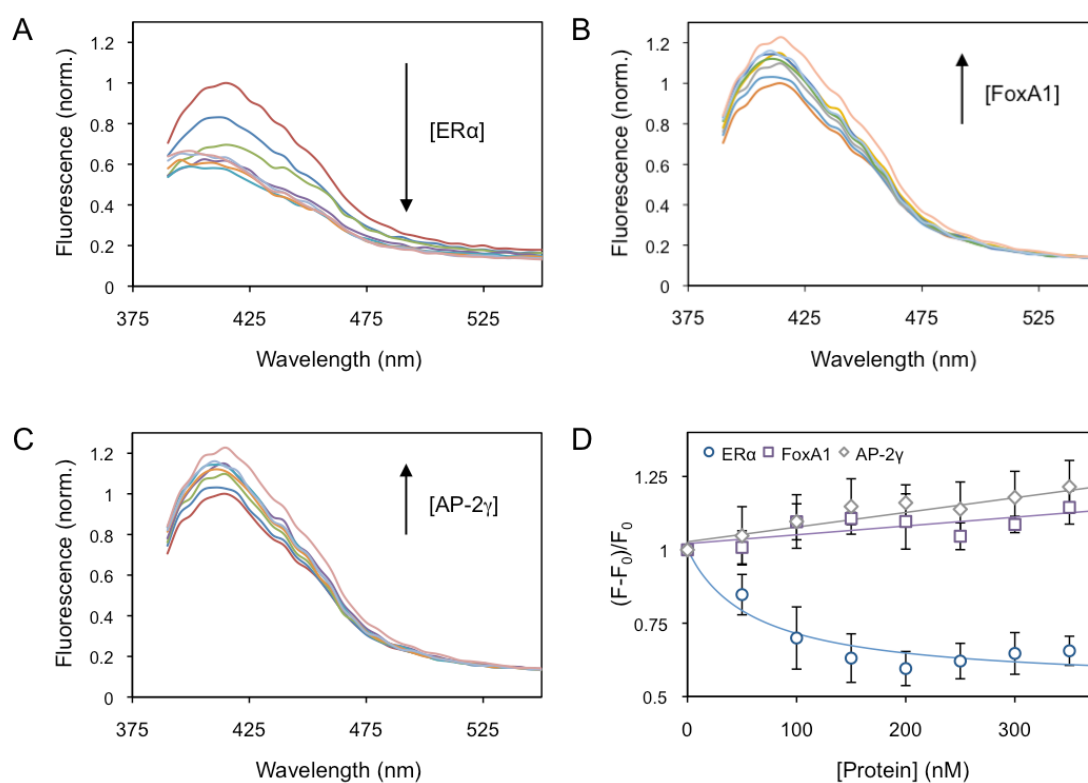 A
Fluorescence (norm.)
1.2
1
0.8
0.6
0.4
0.2
0
375
425
475
525
Wavelength (nm)
[ERα]
B
Fluorescence (norm.)
1.2
1
0.8
0.6
0.4
0.2
0
375
425
475
525
Wavelength (nm)
[FoxA1]
C
Fluorescence (norm.)
1.2
1
0.8
0.6
0.4
0.2
0
375
425
475
525
Wavelength (nm)
[AP-2γ]
D
ERα FoxA1 AP-2γ
(F-F0)/F0
1.25
1
0.75
0.5
0
100
200
300
[Protein] (nM)